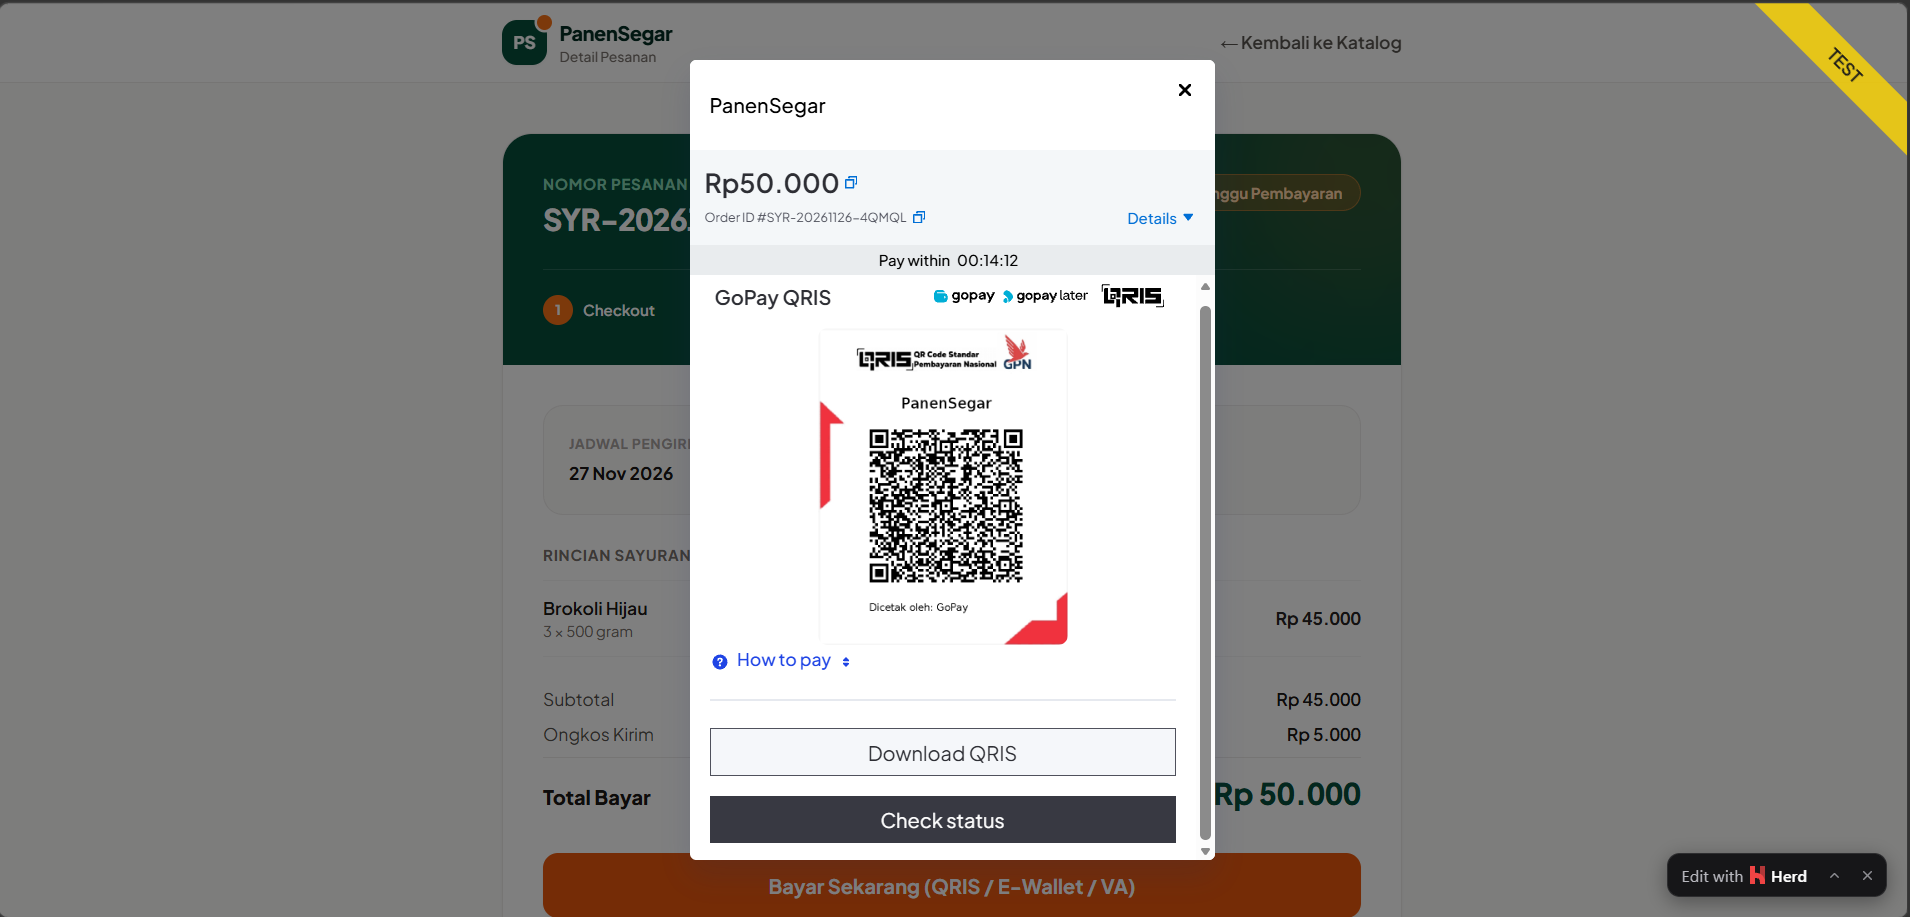 PS
PanenSegar
Detail Pesanan
←Kembali ke Katalog
TEST
NOMOR PESANAN
SYR-2026
nggu Pembayaran
1 Checkout
JADWAL PENGIRI
27 Nov 2026
RINCIAN SAYURAN
Brokoli Hijau
3 × 500 gram
Rp 45.000
Subtotal
Rp 45.000
Ongkos Kirim
Rp 5.000
Total Bayar
Rp 50.000
Bayar Sekarang (QRIS / E-Wallet / VA)
PanenSegar
Rp50.000
Order ID #SYR-20261126-4QMQL
Details
Pay within 00:14:12
GoPay QRIS
gopay gopay later QRIS
QRIS QR Code Standar
Pembayaran Nasional
GPN
PanenSegar
Dicetak oleh: GoPay
? How to pay
Download QRIS
Check status
Edit with Herd